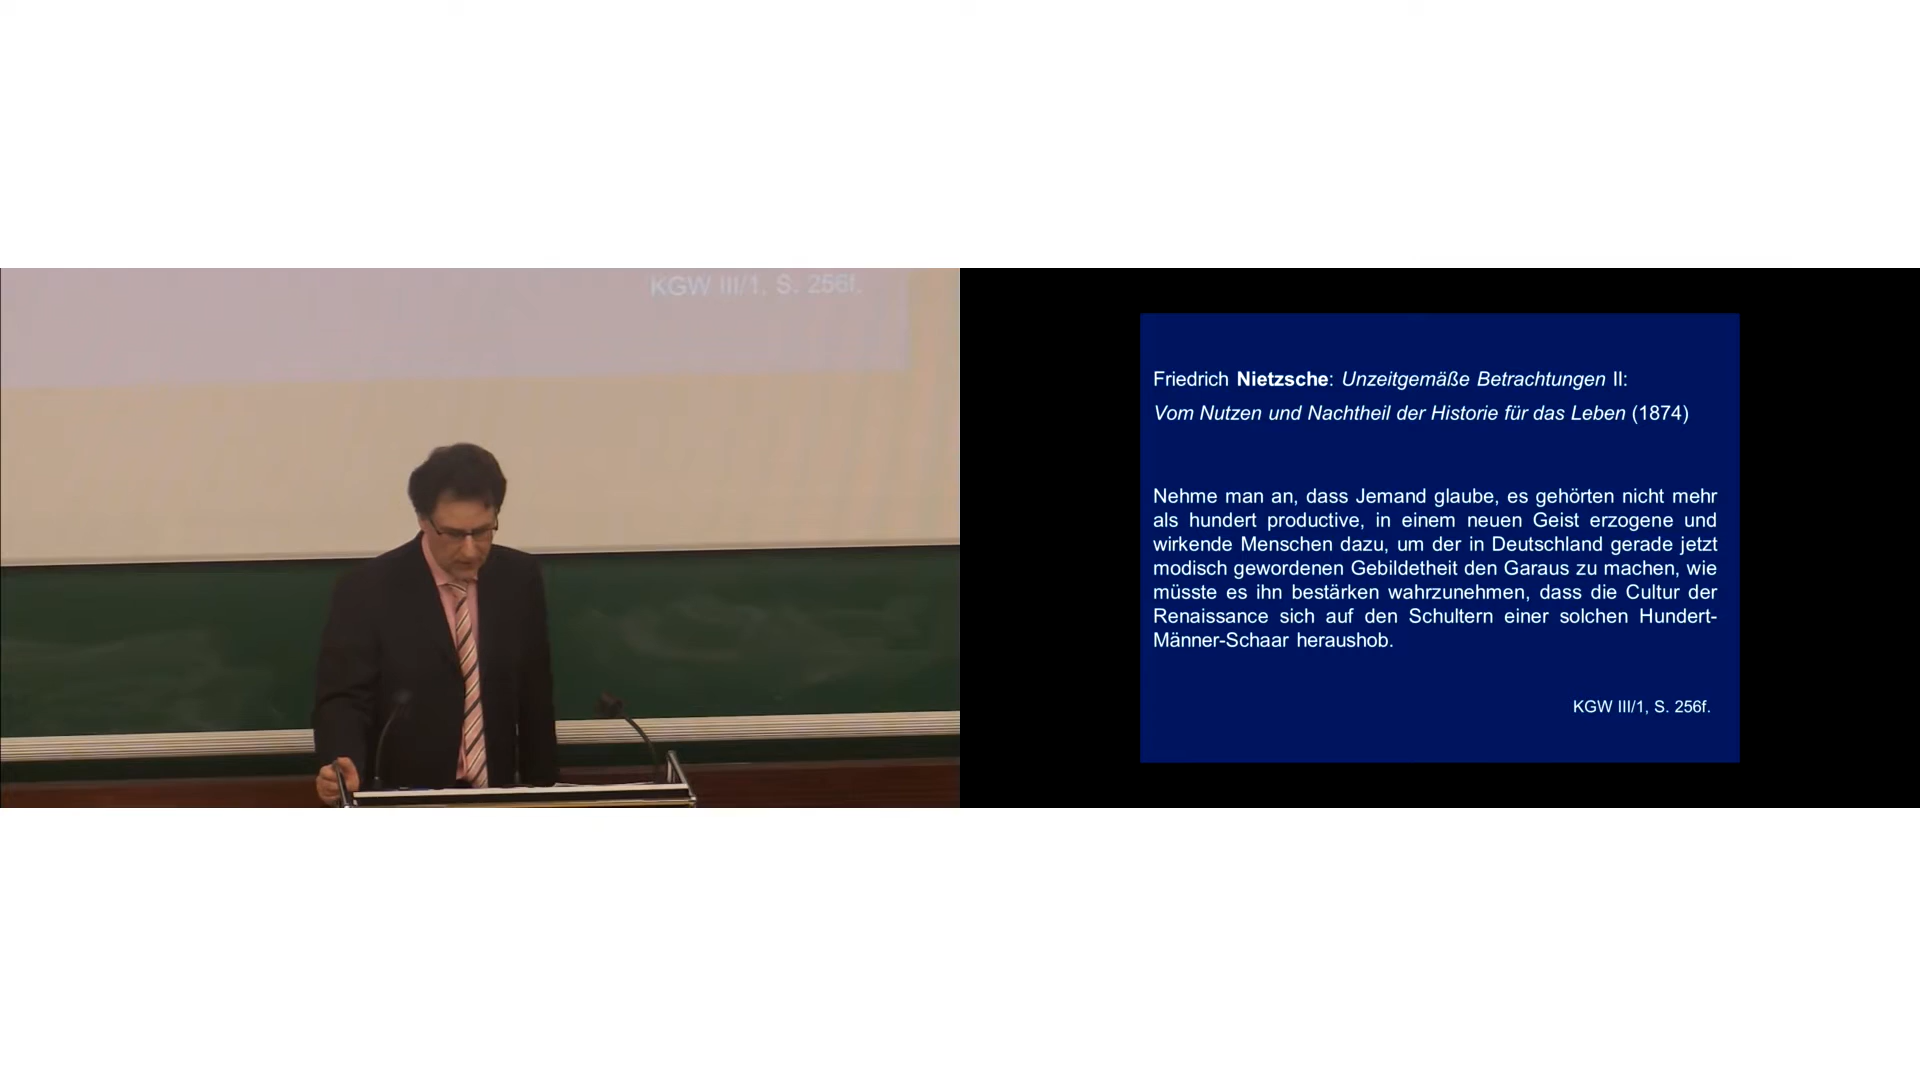 KGW III/1, S. 256f.
Friedrich Nietzsche: Unzeitgemäße Betrachtungen II:
Vom Nutzen und Nachtheil der Historie für das Leben (1874)
Nehme man an, dass Jemand glaube, es gehörten nicht mehr
als hundert productive, in einem neuen Geist erzogene und
wirkende Menschen dazu, um der in Deutschland gerade jetzt
modisch gewordenen Gebildetheit den Garaus zu machen, wie
müsste es ihn bestärken wahrzunehmen, dass die Cultur der
Renaissance sich auf den Schultern einer solchen Hundert-
Männer-Schaar heraushob.
KGW III/1, S. 256f.